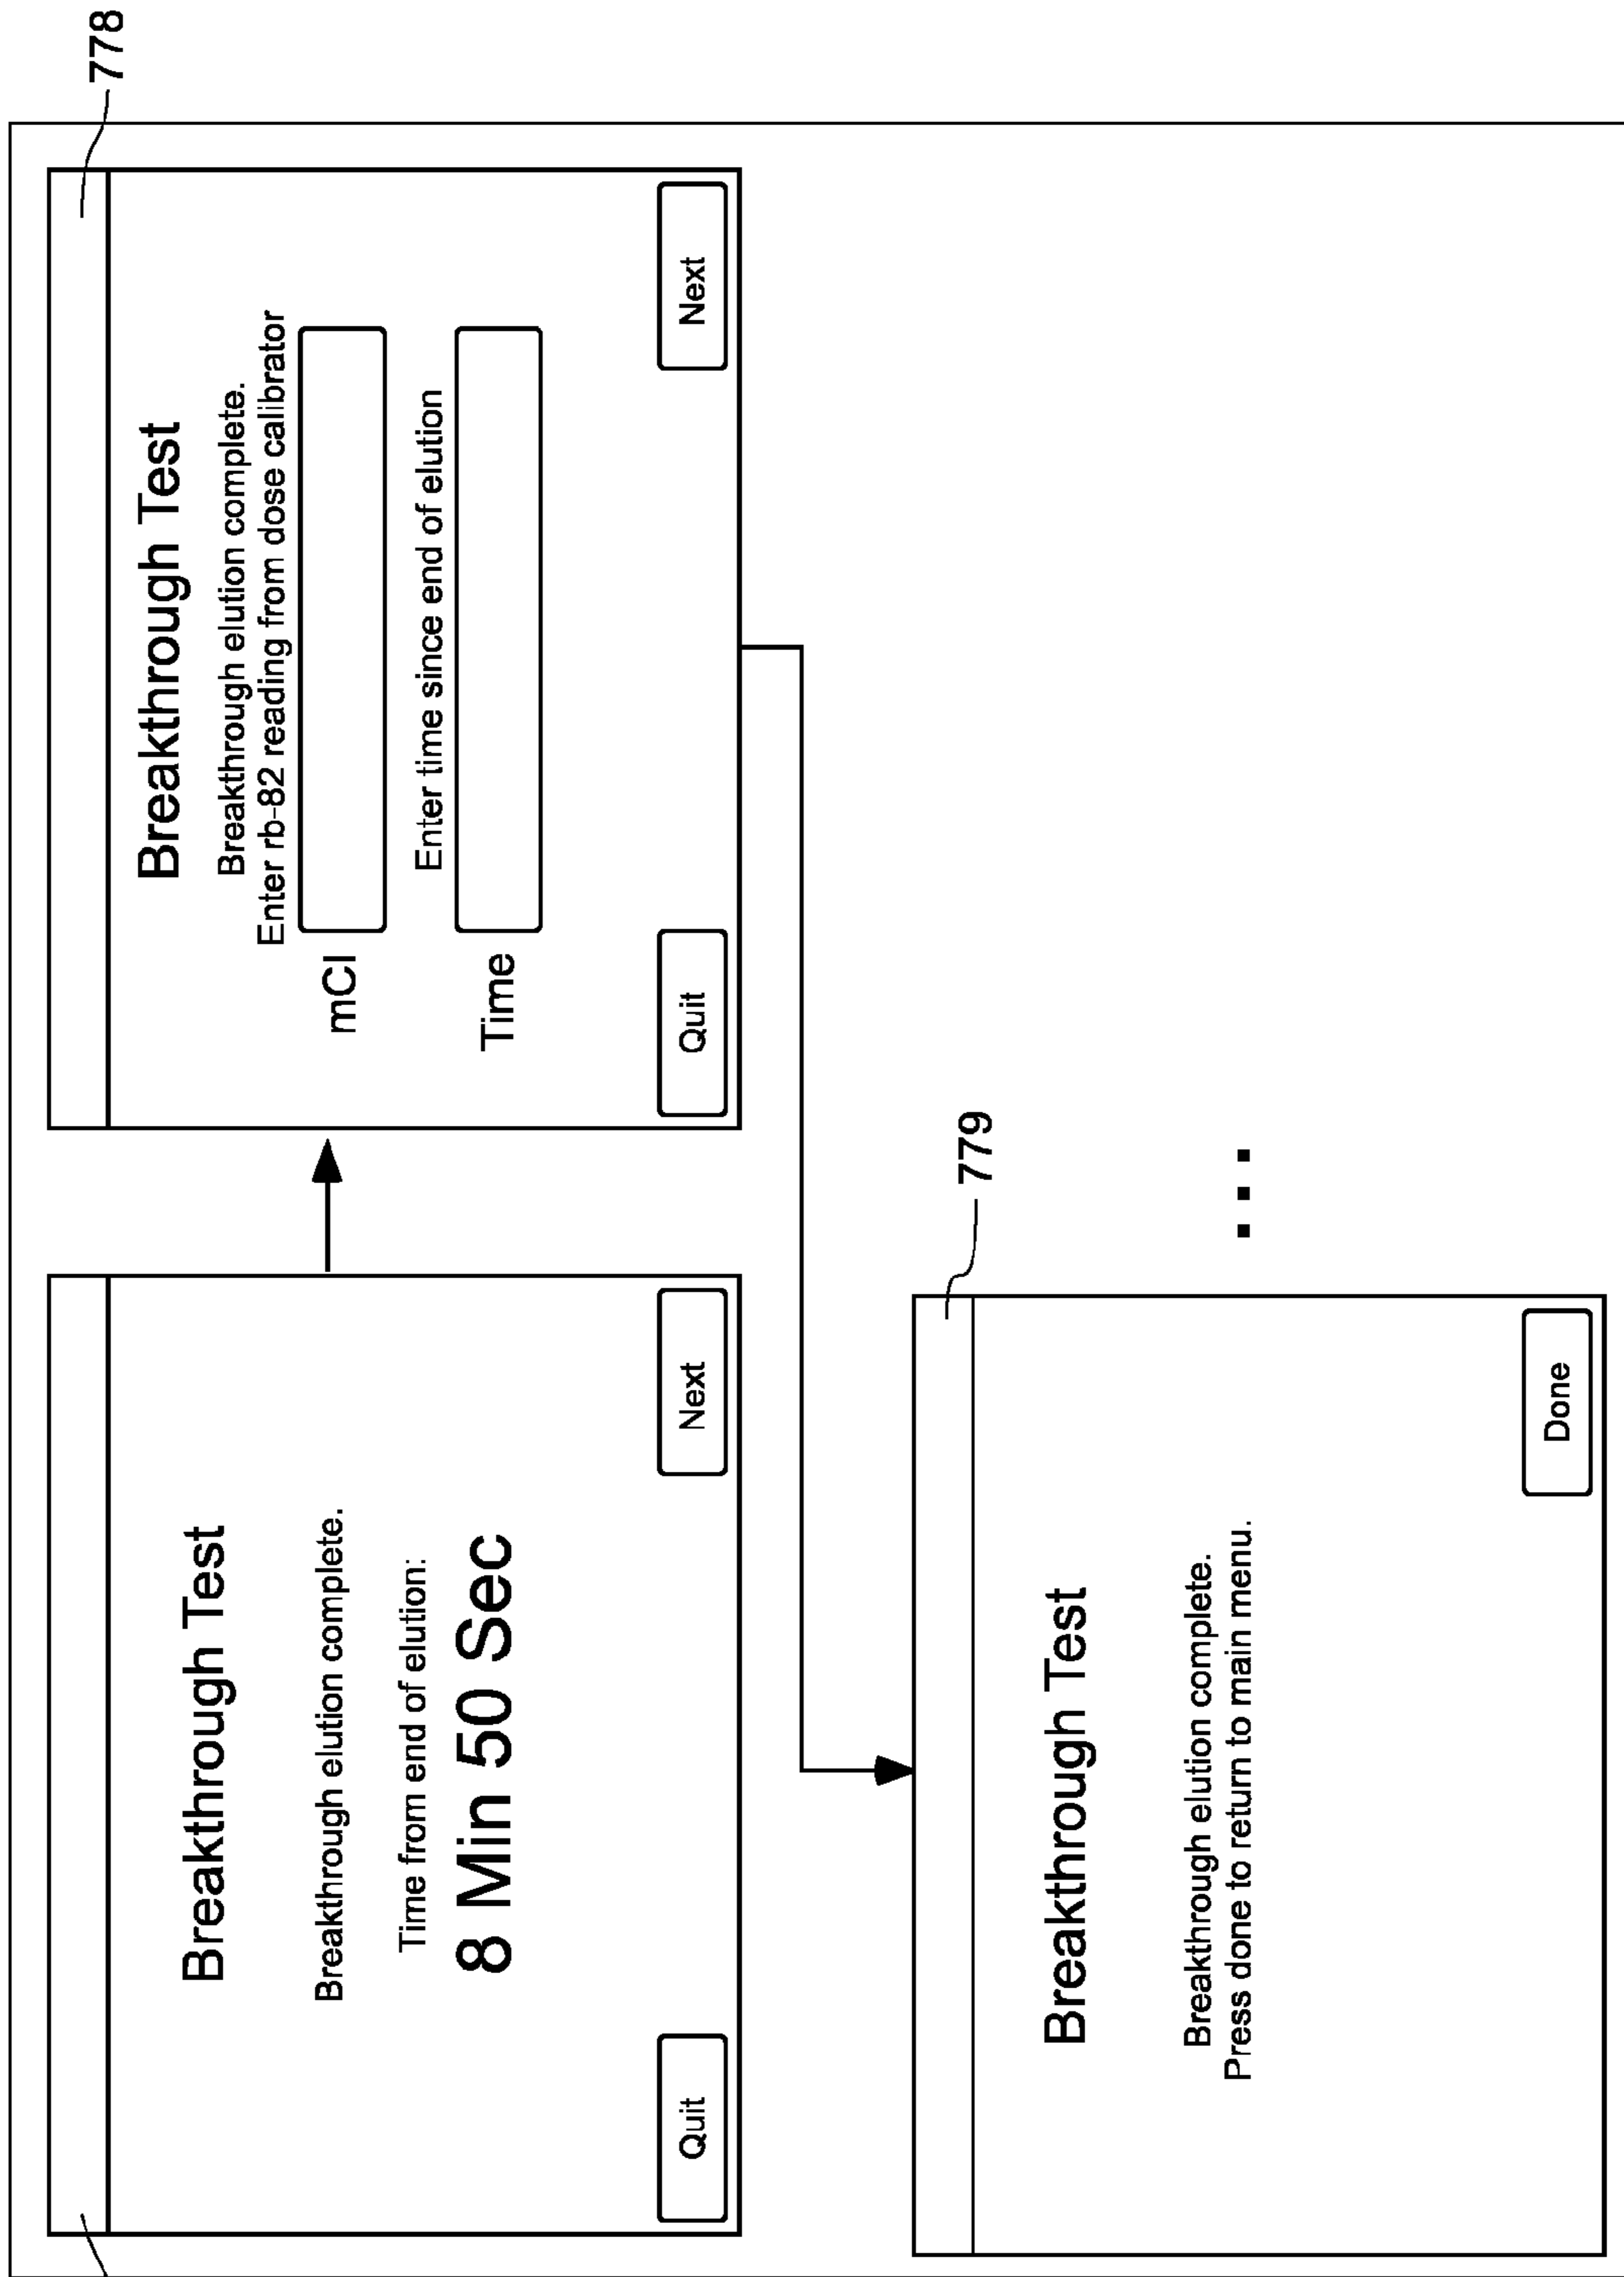 Breakthrough Test
Breakthrough elution complete.
Time from end of elution:
8 Min 50 Sec
Quit
Next
778
Breakthrough Test
Breakthrough elution complete.
Enter rb-82 reading from dose calibrator
mCI
Enter time since end of elution
Time
Quit
Next
779
Breakthrough Test
Breakthrough elution complete.
Press done to return to main menu.
Done